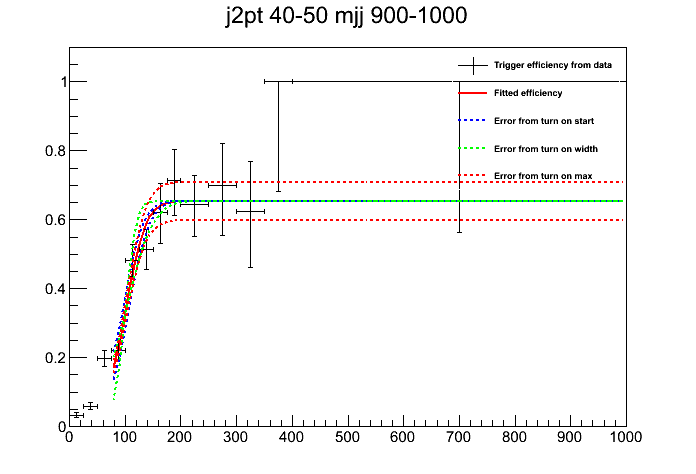 j2pt 40-50 mjj 900-1000
1
Trigger efficiency from data
Fitted efficiency
Error from turn on start
0.8
Error from turn on width
Error from turn on max
0.6
0.4
0.2
0
0 100 200 300 400 500 600 700 800 900 1000